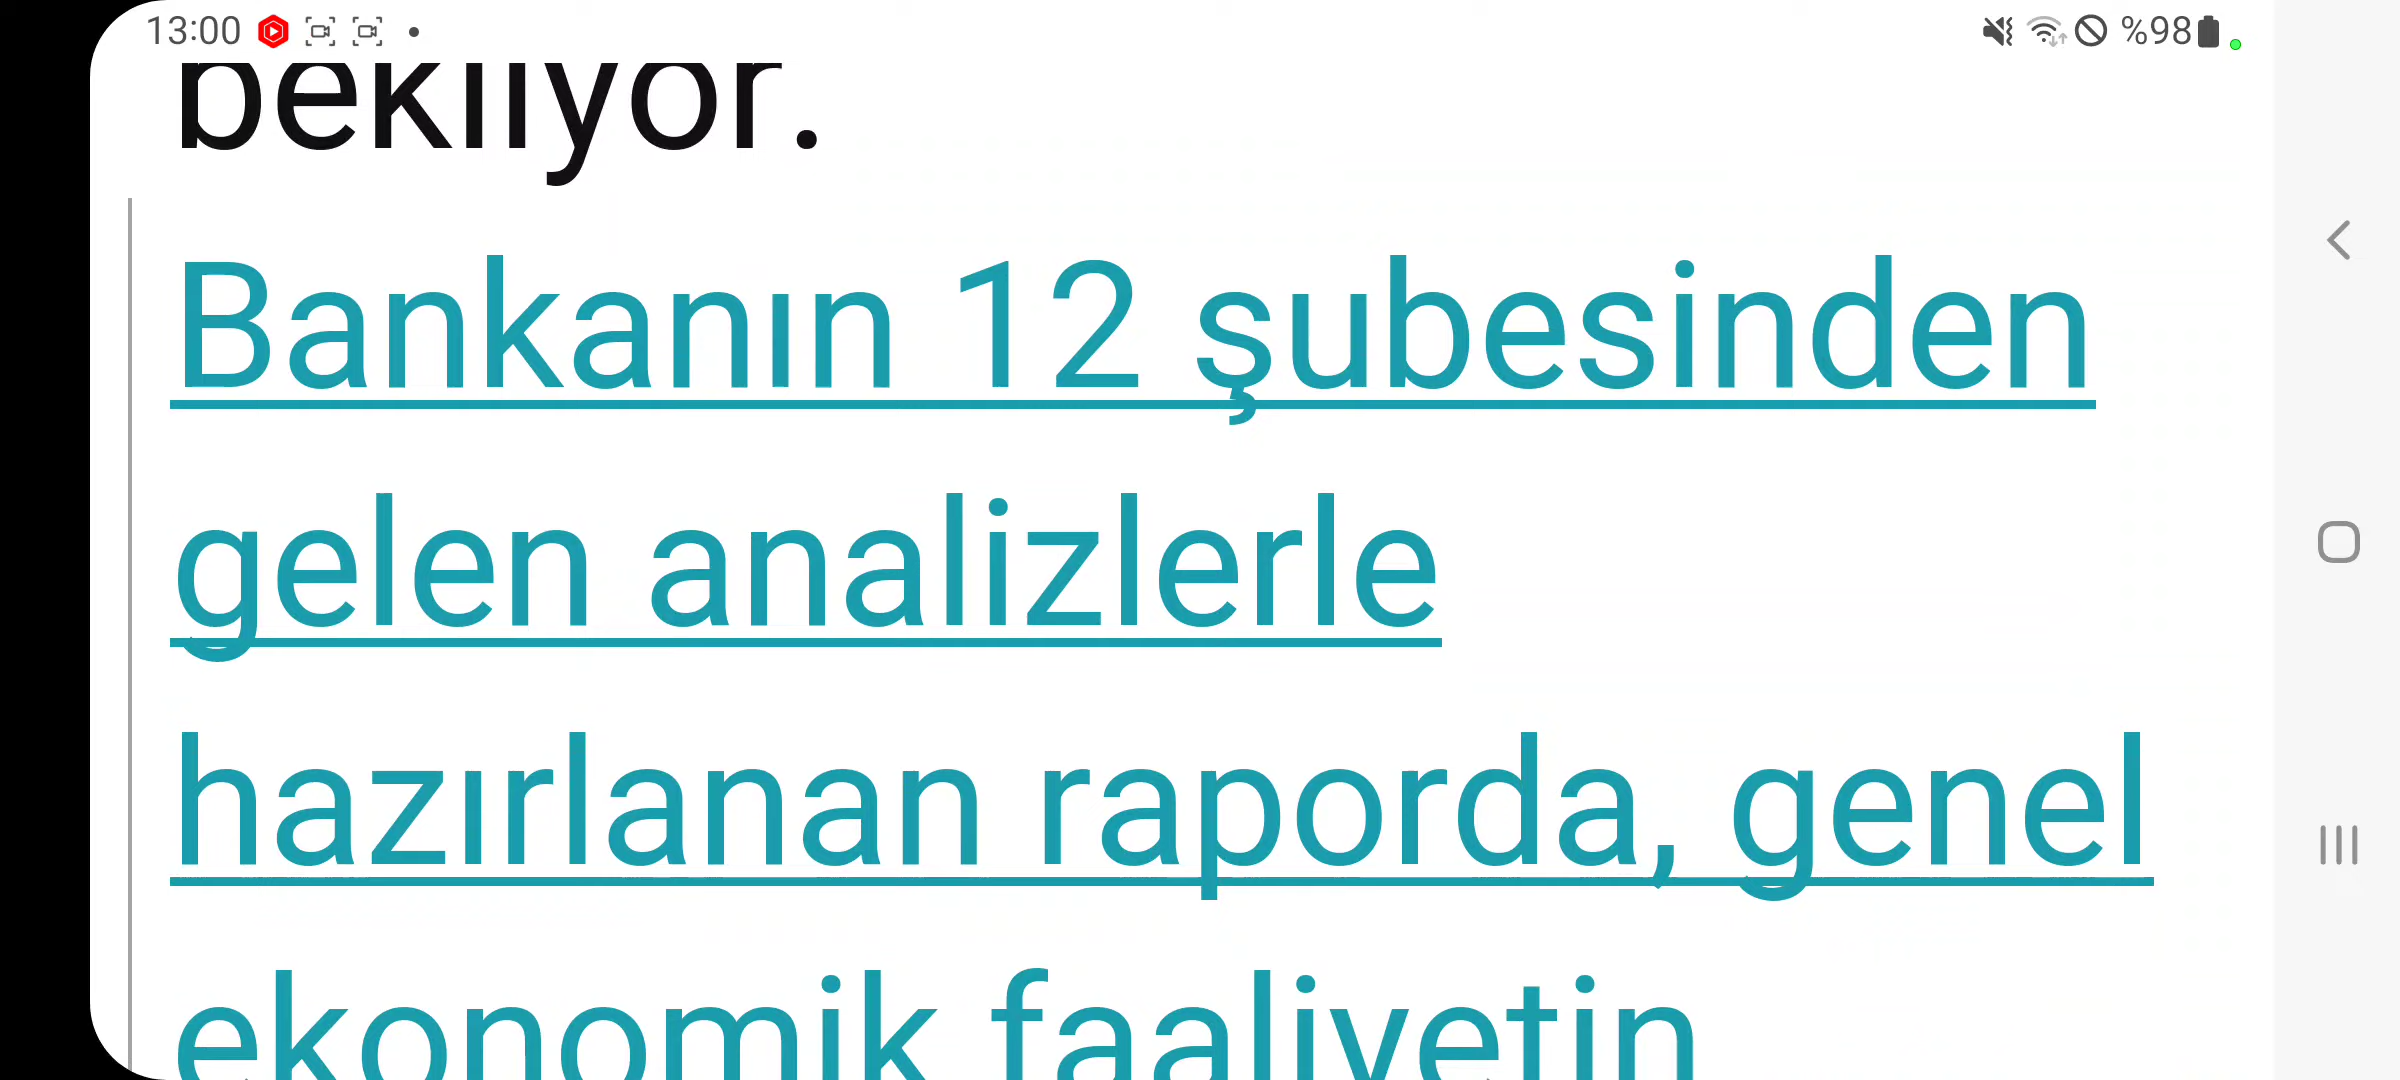 13:00 %98
bekliyor.
Bankanın 12 şubesinden
gelen analizlerle
hazırlanan raporda, genel
ekonomik faaliyetin